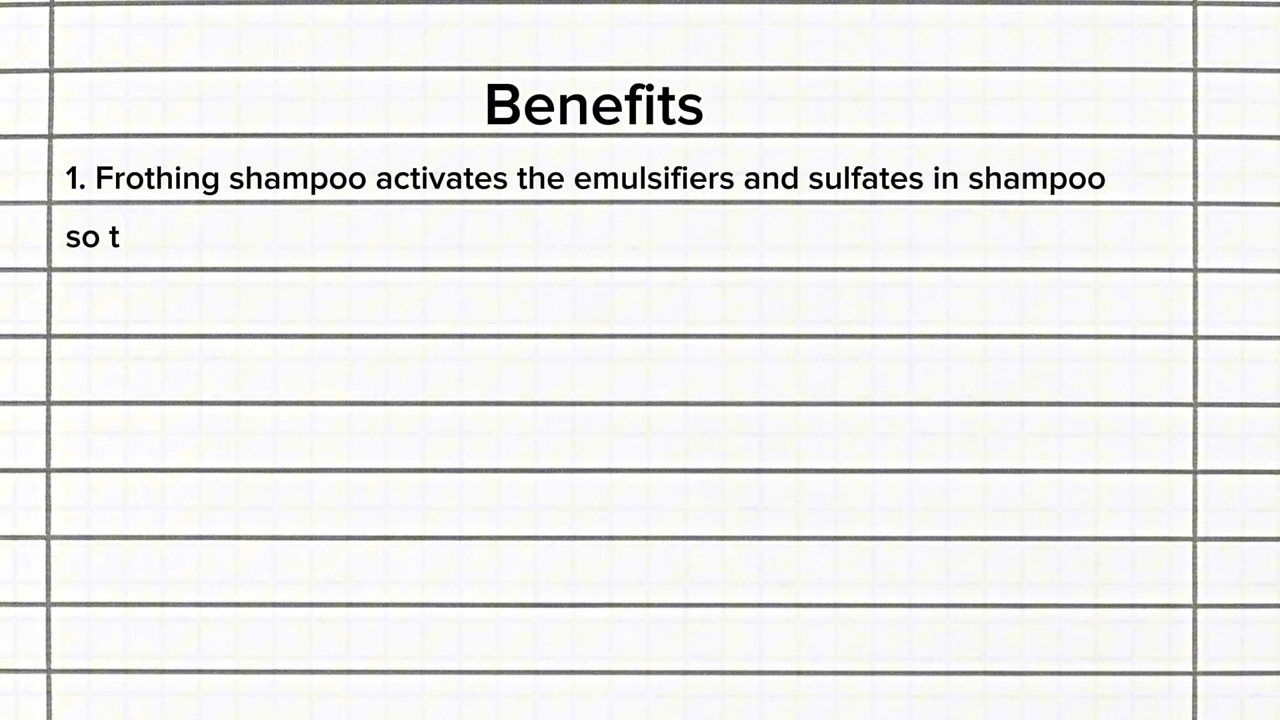 Benefits
1. Frothing shampoo activates the emulsifiers and sulfates in shampoo
so t